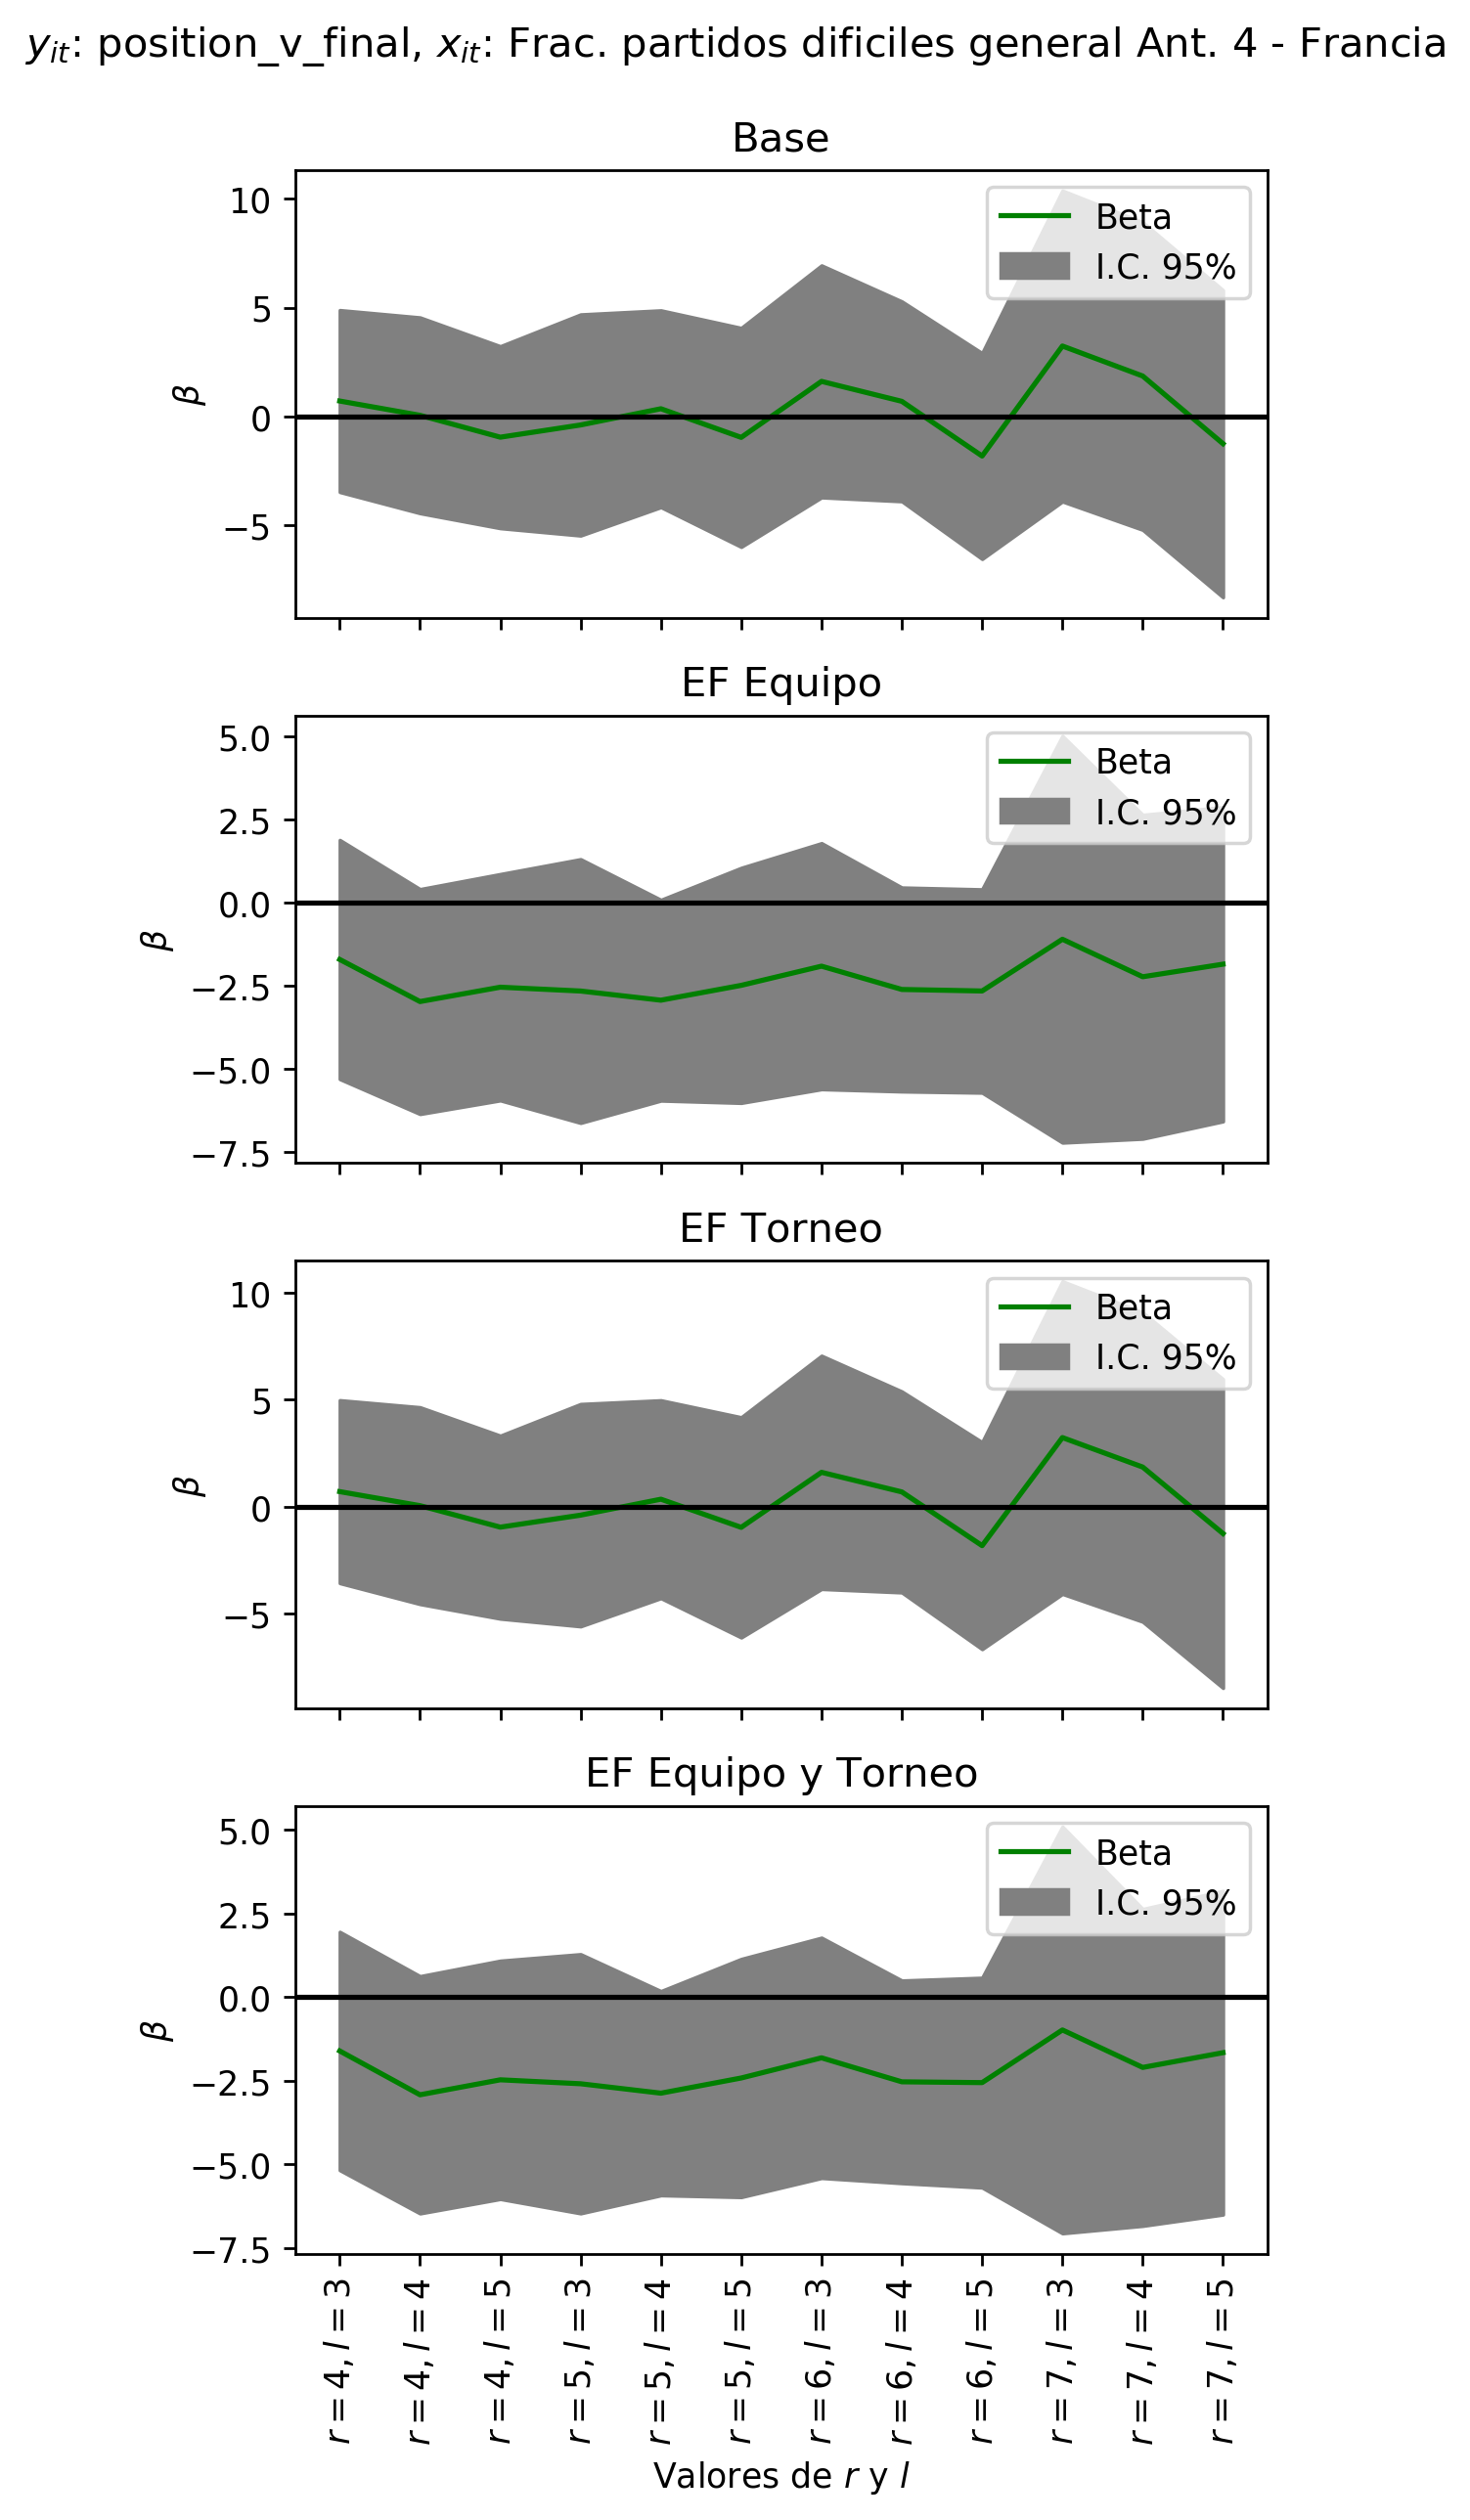 y_it: position_v_final, x_it: Frac. partidos dificiles general Ant. 4 - Francia
Base
Beta
I.C. 95%
10
5
0
−5
β
EF Equipo
Beta
I.C. 95%
5.0
2.5
0.0
−2.5
−5.0
−7.5
β
EF Torneo
Beta
I.C. 95%
10
5
0
−5
β
EF Equipo y Torneo
Beta
I.C. 95%
5.0
2.5
0.0
−2.5
−5.0
−7.5
β
r = 4, l = 3
r = 4, l = 4
r = 4, l = 5
r = 5, l = 3
r = 5, l = 4
r = 5, l = 5
r = 6, l = 3
r = 6, l = 4
r = 6, l = 5
r = 7, l = 3
r = 7, l = 4
r = 7, l = 5
Valores de r y l